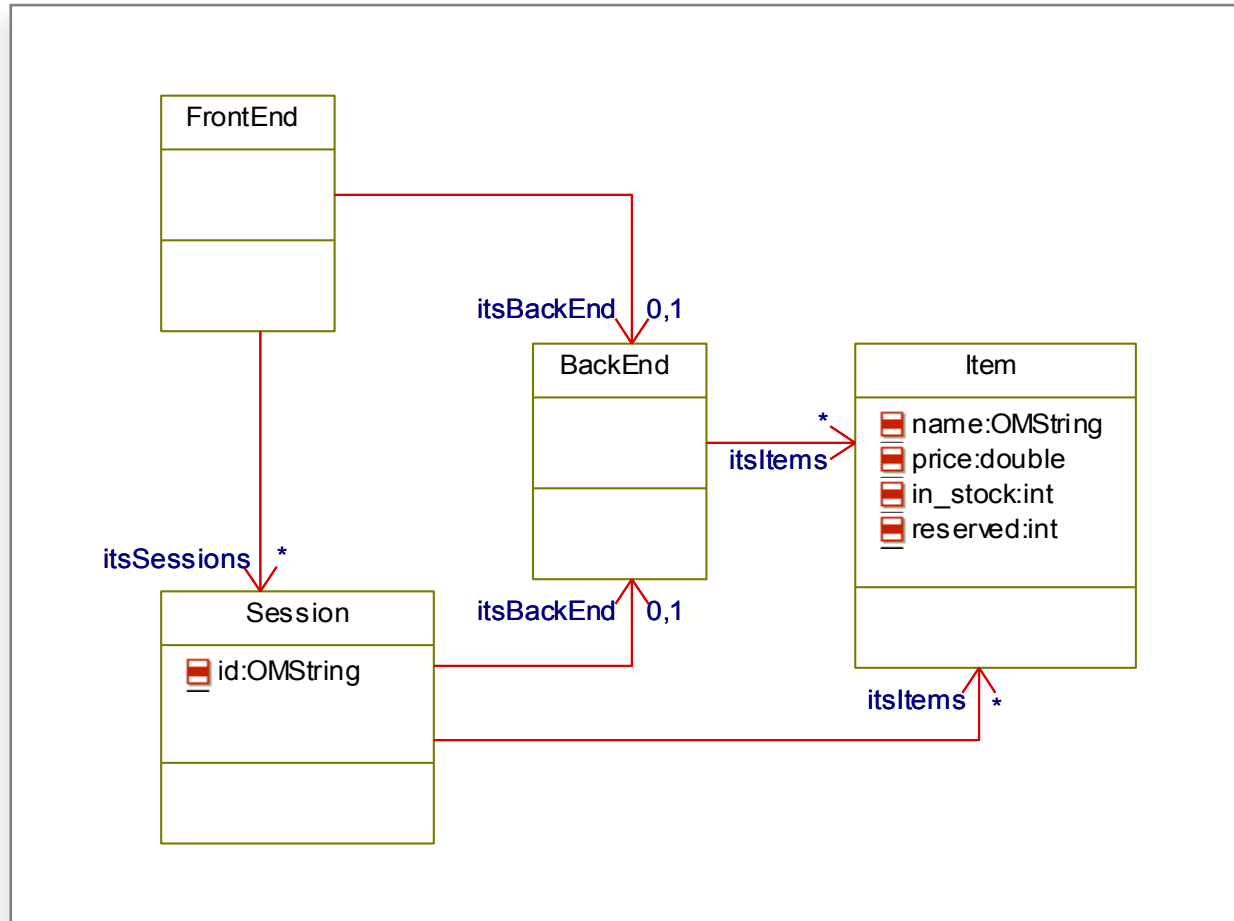 FrontEnd
itsBackEnd 0,1
BackEnd
Item
name:OMString
price:double
in_stock:int
reserved:int
*
itsItems
itsSessions *
Session
id:OMString
itsBackEnd 0,1
itsItems *